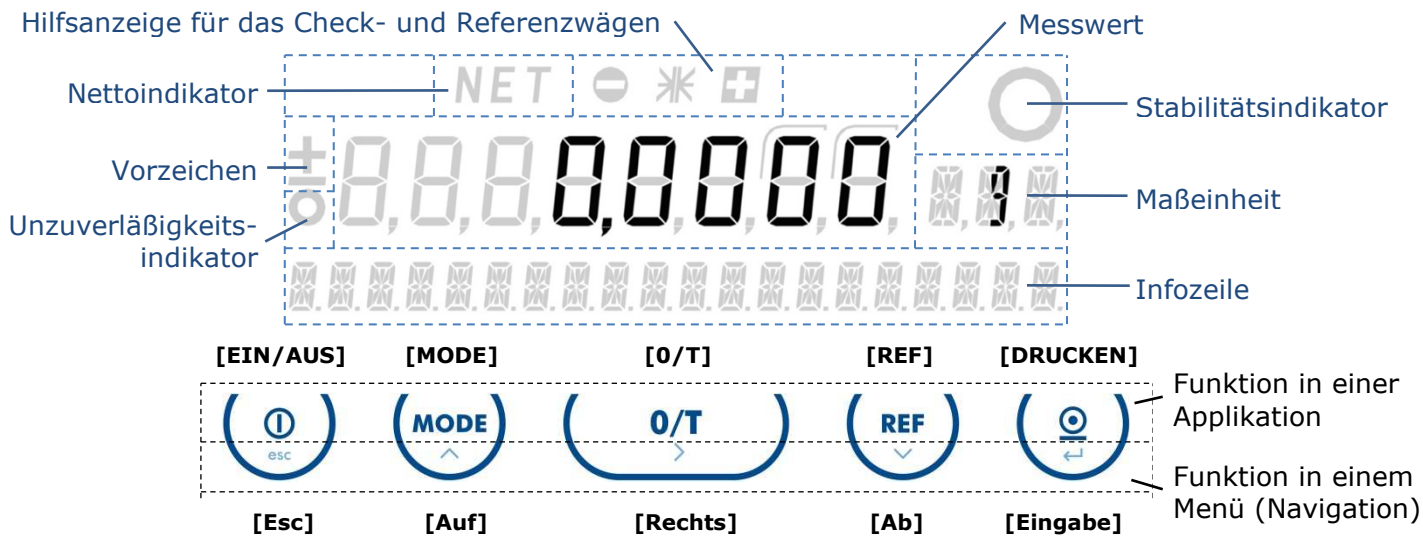 Hilfsanzeige für das Check- und Referenzwägen
Messwert
NET
Nettoindikator
Stabilitätsindikator
Vorzeichen
0,0000
Maßeinheit
Unzuverläßigkeits-
indikator
Infozeile
[EIN/AUS] [MODE] [0/T] [REF] [DRUCKEN]
Funktion in einer
Applikation
MODE 0/T REF
esc
Funktion in einem
Menü (Navigation)
[Esc] [Auf] [Rechts] [Ab] [Eingabe]